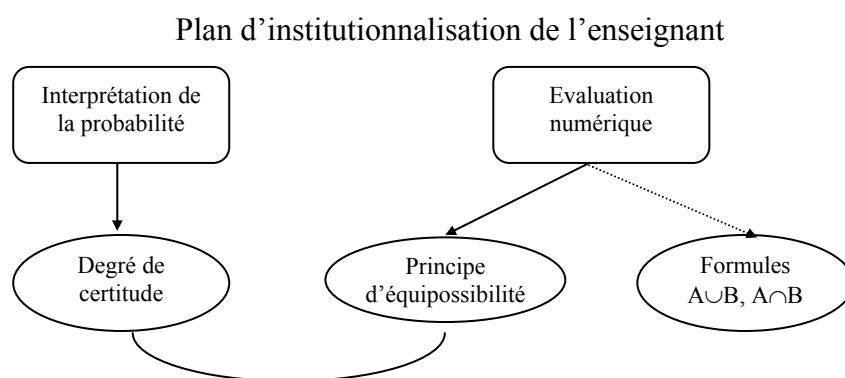 Plan d’institutionnalisation de l’enseignant
Interprétation de
la probabilité
Evaluation
numérique
Degré de
certitude
Principe
d’équipossibilité
Formules
A∪B, A∩B